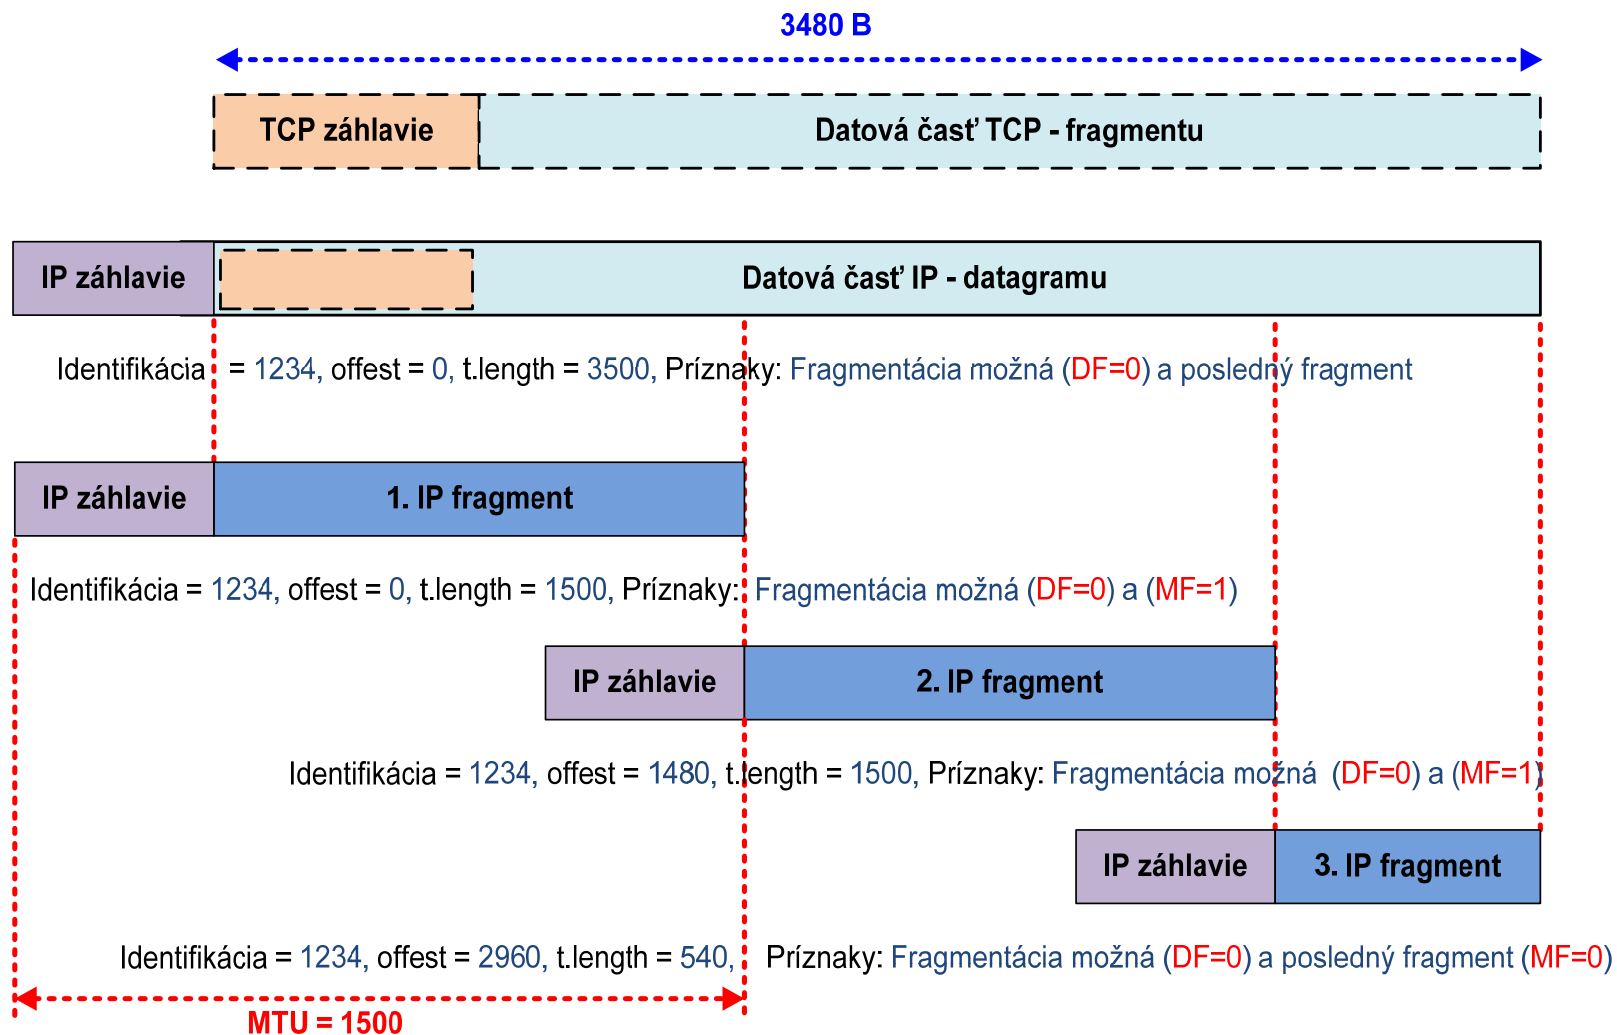 3480 B
TCP záhlavie
Datová časť TCP - fragmentu
IP záhlavie
Datová časť IP - datagramu
Identifikácia = 1234, offest = 0, t.length = 3500, Príznaky: Fragmentácia možná (DF=0) a posledný fragment
IP záhlavie
1. IP fragment
Identifikácia = 1234, offest = 0, t.length = 1500, Príznaky: Fragmentácia možná (DF=0) a (MF=1)
IP záhlavie
2. IP fragment
Identifikácia = 1234, offest = 1480, t.length = 1500, Príznaky: Fragmentácia možná (DF=0) a (MF=1)
IP záhlavie
3. IP fragment
Identifikácia = 1234, offest = 2960, t.length = 540, Príznaky: Fragmentácia možná (DF=0) a posledný fragment (MF=0)
MTU = 1500